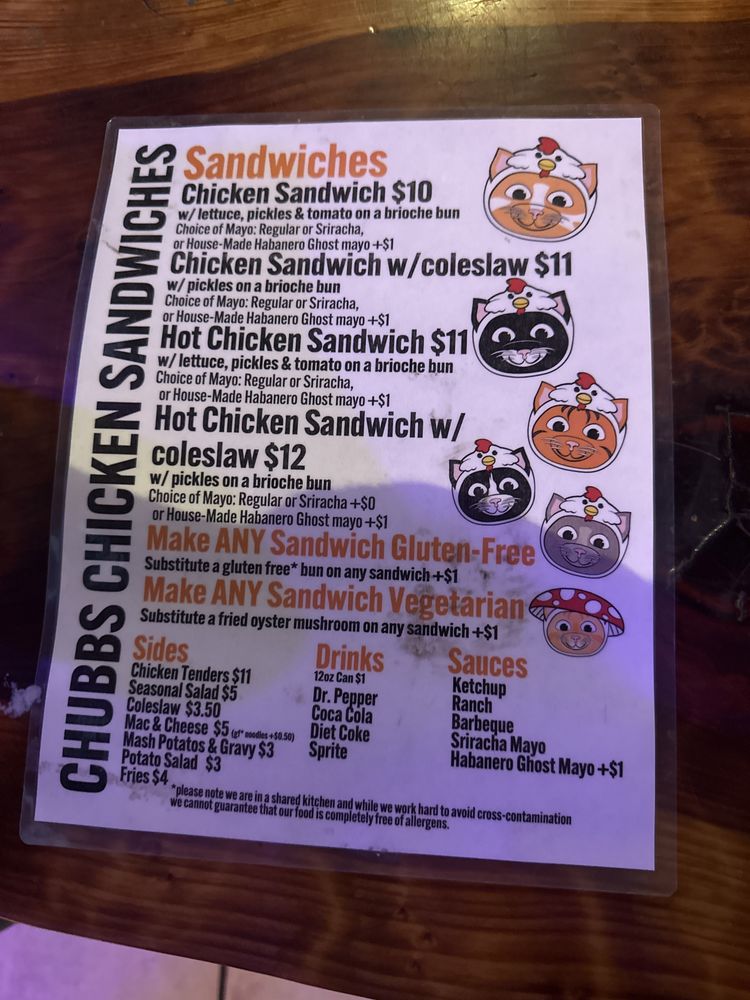 CHUBBS CHICKEN SANDWICHES
Sandwiches
Chicken Sandwich $10
w/ lettuce, pickles & tomato on a brioche bun
Choice of Mayo: Regular or Sriracha,
or House-Made Habanero Ghost mayo +$1
Chicken Sandwich w/coleslaw $11
w/ pickles on a brioche bun
Choice of Mayo: Regular or Sriracha,
or House-Made Habanero Ghost mayo +$1
Hot Chicken Sandwich $11
w/ lettuce, pickles & tomato on a brioche bun
Choice of Mayo: Regular or Sriracha,
or House-Made Habanero Ghost mayo +$1
Hot Chicken Sandwich w/
coleslaw $12
w/ pickles on a brioche bun
Choice of Mayo: Regular or Sriracha +$0
or House-Made Habanero Ghost mayo +$1
Make ANY Sandwich Gluten-Free
Substitute a gluten free* bun on any sandwich +$1
Make ANY Sandwich Vegetarian
Substitute a fried oyster mushroom on any sandwich +$1
Sides
Chicken Tenders $11
Seasonal Salad $5
Coleslaw $3.50
Mac & Cheese $5 (gf* noodles +$0.50)
Mash Potatos & Gravy $3
Potato Salad $3
Fries $4
Drinks
12oz Can $1
Dr. Pepper
Coca Cola
Diet Coke
Sprite
Sauces
Ketchup
Ranch
Barbeque
Sriracha Mayo
Habanero Ghost Mayo +$1
*please note we are in a shared kitchen and while we work hard to avoid cross-contamination
we cannot guarantee that our food is completely free of allergens.